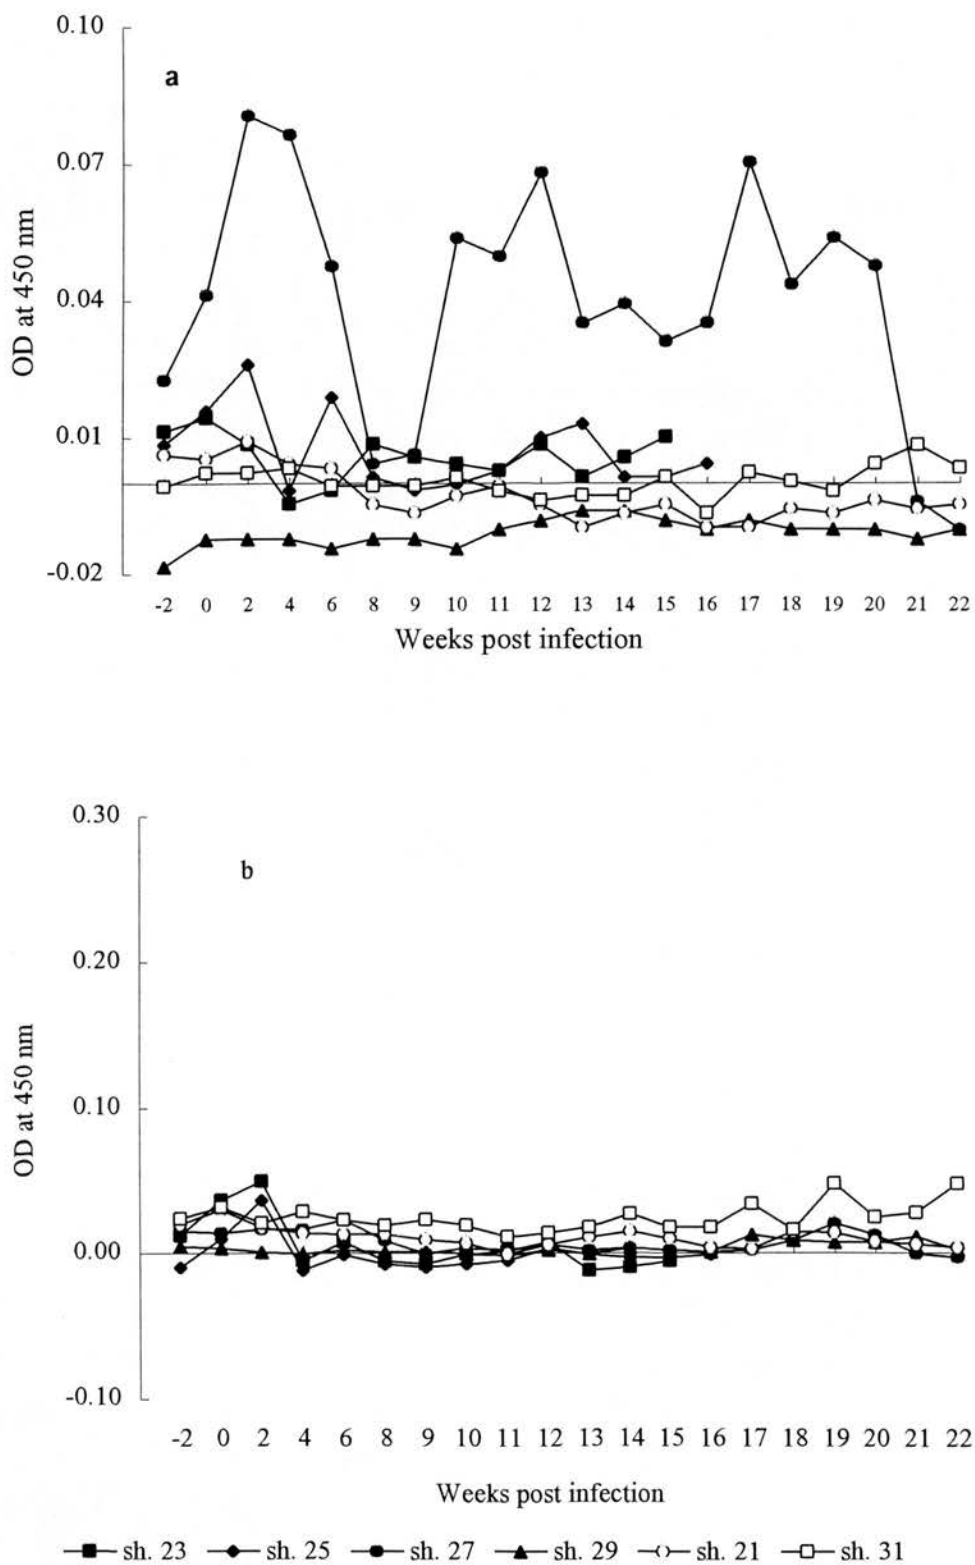 0.10
a
0.07
OD at 450 nm
0.04
0.01
-0.02
-2 0 2 4 6 8 9 10 11 12 13 14 15 16 17 18 19 20 21 22
Weeks post infection
0.30
b
0.20
OD at 450 nm
0.10
0.00
-0.10
-2 0 2 4 6 8 9 10 11 12 13 14 15 16 17 18 19 20 21 22
Weeks post infection
sh. 23 sh. 25 sh. 27 sh. 29 sh. 21 sh. 31